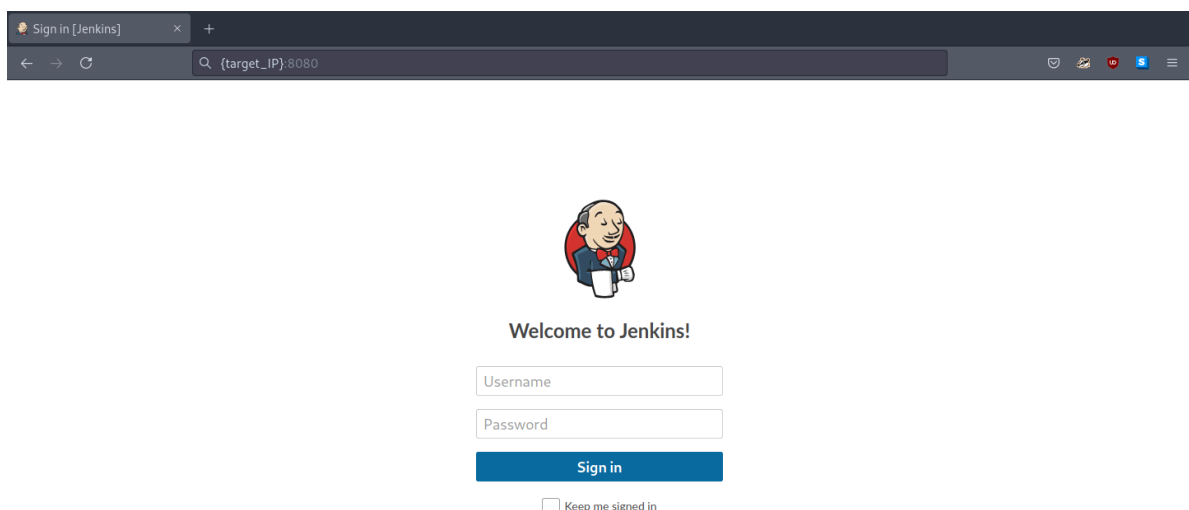 Sign in [Jenkins]
{target_IP}:8080
Welcome to Jenkins!
Username
Password
Sign in
Keep me signed in